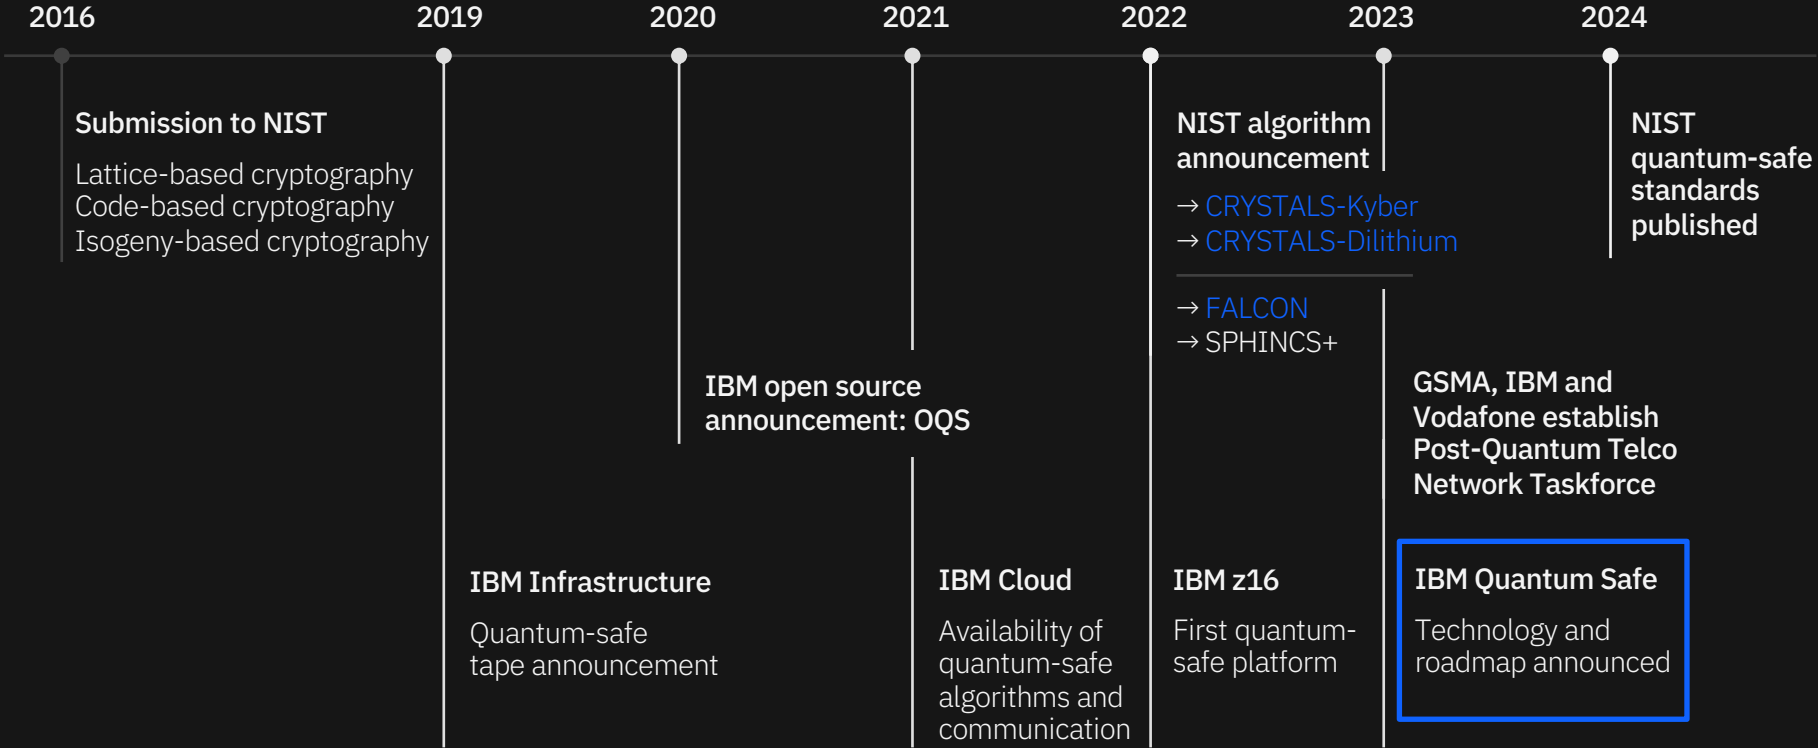 2016
2019
2020
2021
2022
2023
2024
Submission to NIST
Lattice-based cryptography
Code-based cryptography
Isogeny-based cryptography
NIST algorithm
announcement
→ CRYSTALS-Kyber
→ CRYSTALS-Dilithium
→ FALCON
→ SPHINCS+
NIST
quantum-safe
standards
published
IBM open source
announcement: OQS
GSMA, IBM and
Vodafone establish
Post-Quantum Telco
Network Taskforce
IBM Infrastructure
Quantum-safe
tape announcement
IBM Cloud
Availability of
quantum-safe
algorithms and
communication
IBM z16
First quantum-
safe platform
IBM Quantum Safe
Technology and
roadmap announced